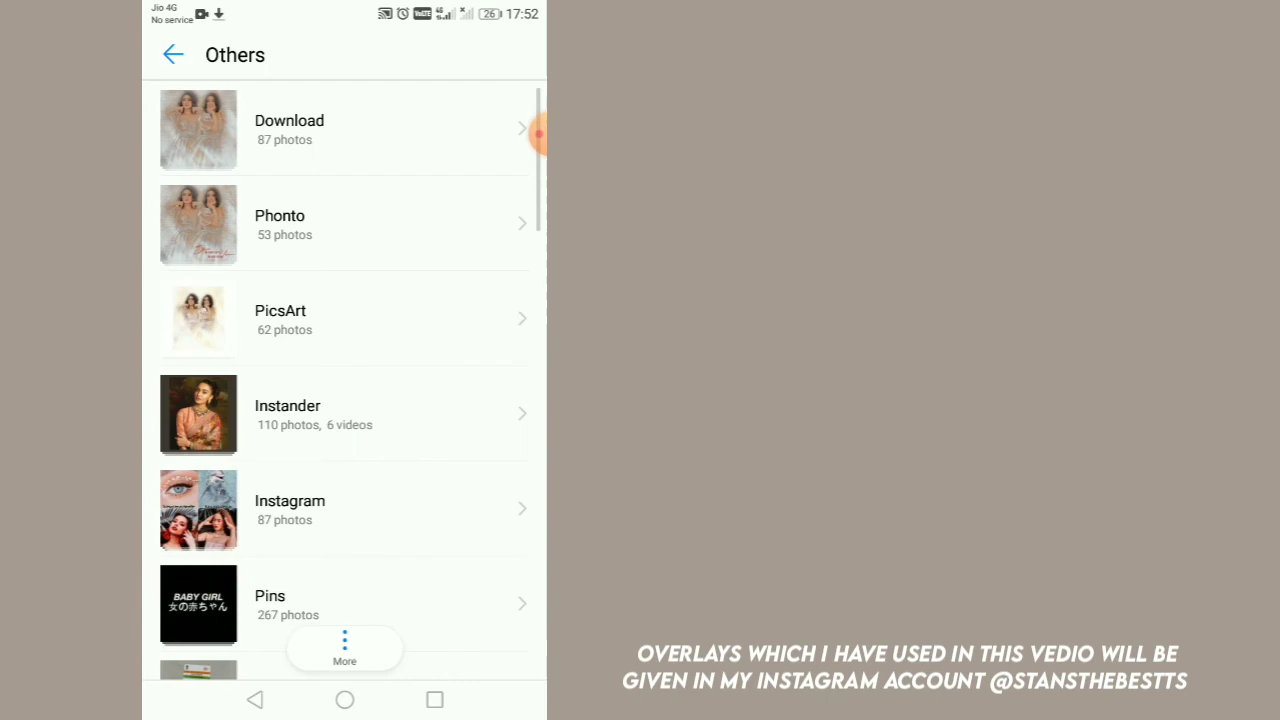 Jio 4G
No service
26
17:52
Others
Download
87 photos
Phonto
53 photos
PicsArt
62 photos
Instander
110 photos, 6 videos
Instagram
87 photos
BABY GIRL
女の赤ちゃん
Pins
267 photos
More
OVERLAYS WHICH I HAVE USED IN THIS VEDIO WILL BE
GIVEN IN MY INSTAGRAM ACCOUNT @STANSTHEBESTTS